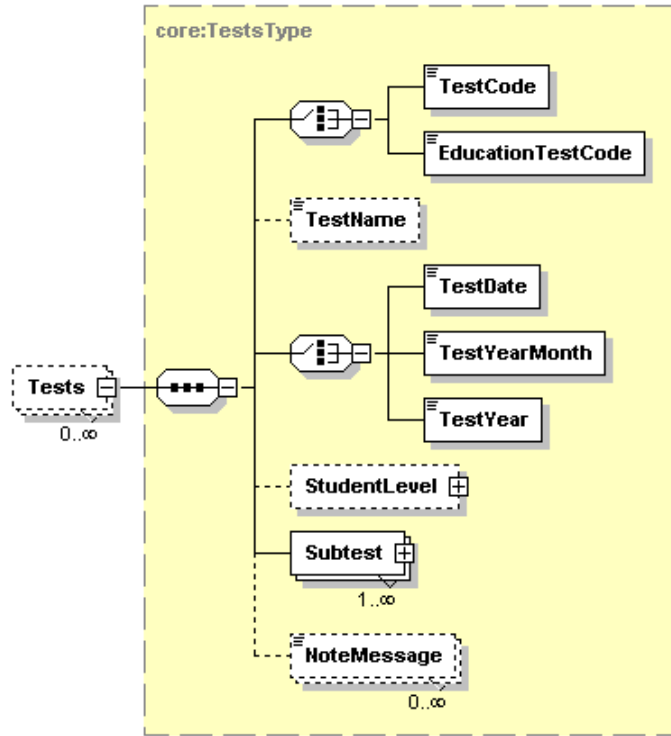 core:TestsType
TestCode
EducationTestCode
TestName
TestDate
TestYearMonth
Tests
0..∞
TestYear
StudentLevel
Subtest
1..∞
NoteMessage
0..∞